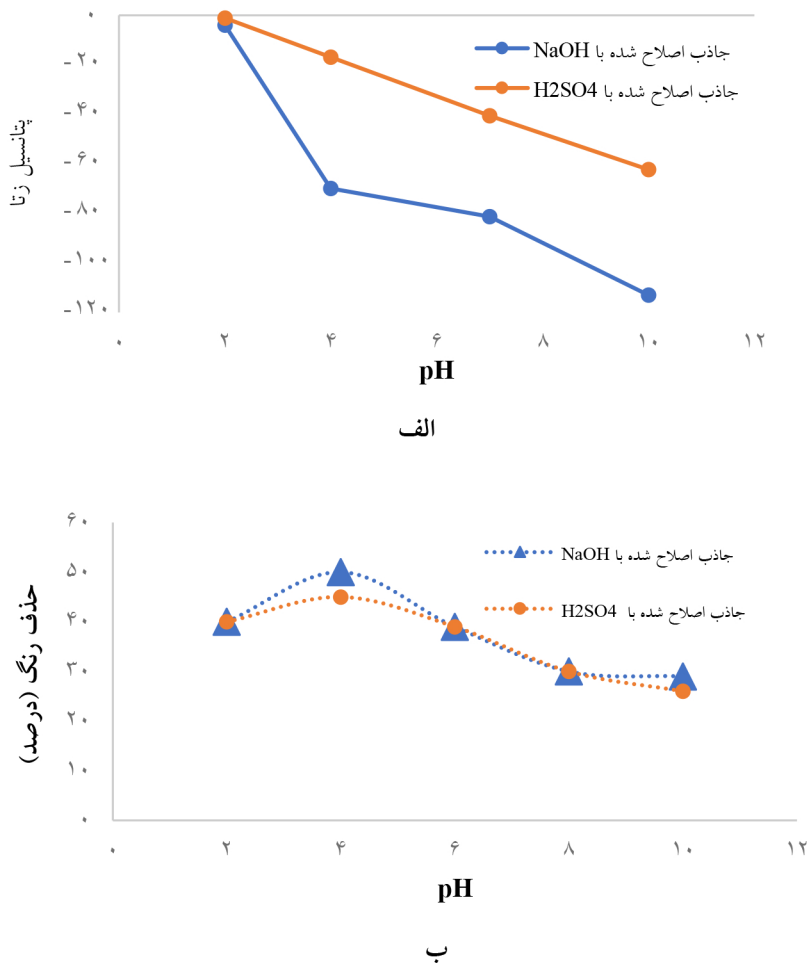 ۰
-۲۰
-۴۰
-۶۰
-۸۰
-۱۰۰
-۱۲۰
پتانسیل زتا
جاذب اصلاح شده با NaOH
جاذب اصلاح شده با H2SO4
۰ ۲ ۴ ۶ ۸ ۱۰ ۱۲
pH
الف
۶۰
۵۰
۴۰
۳۰
۲۰
۱۰
۰
حذف رنگ (درصد)
جاذب اصلاح شده با NaOH
جاذب اصلاح شده با H2SO4
۰ ۲ ۴ ۶ ۸ ۱۰ ۱۲
pH
ب